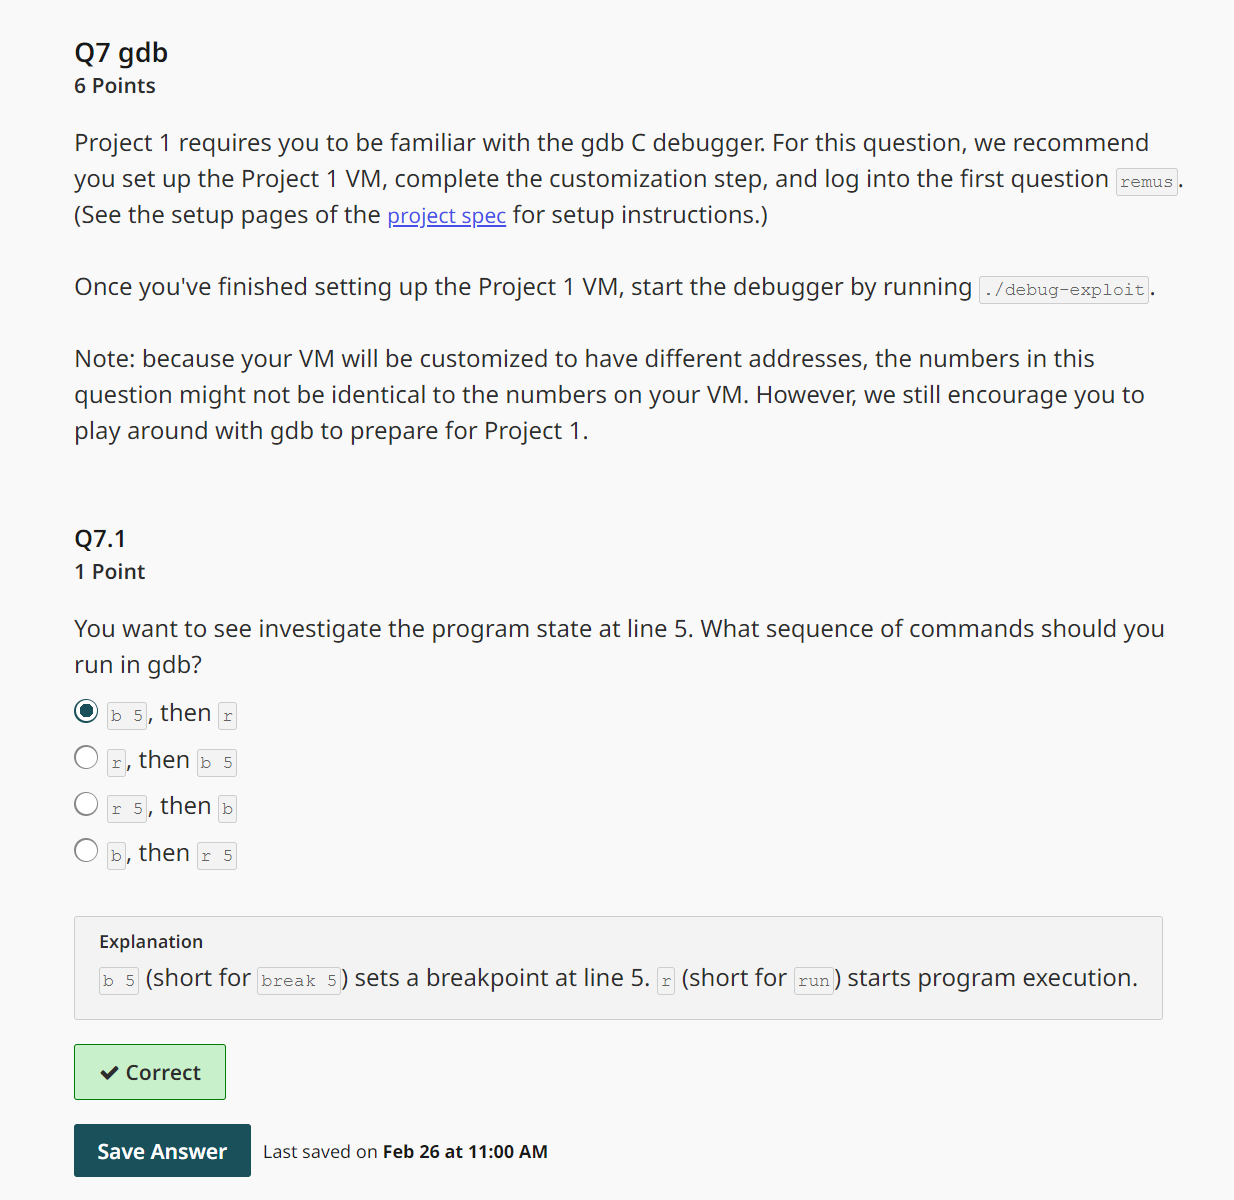 Q7 gdb
6 Points
Project 1 requires you to be familiar with the gdb C debugger. For this question, we recommend
you set up the Project 1 VM, complete the customization step, and log into the first question remus.
(See the setup pages of the project spec for setup instructions.)
Once you've finished setting up the Project 1 VM, start the debugger by running ./debug-exploit.
Note: because your VM will be customized to have different addresses, the numbers in this
question might not be identical to the numbers on your VM. However, we still encourage you to
play around with gdb to prepare for Project 1.
Q7.1
1 Point
You want to see investigate the program state at line 5. What sequence of commands should you
run in gdb?
b 5, then r
r, then b 5
r 5, then b
b, then r 5
Explanation
b 5 (short for break 5) sets a breakpoint at line 5. r (short for run) starts program execution.
✔ Correct
Save Answer Last saved on Feb 26 at 11:00 AM